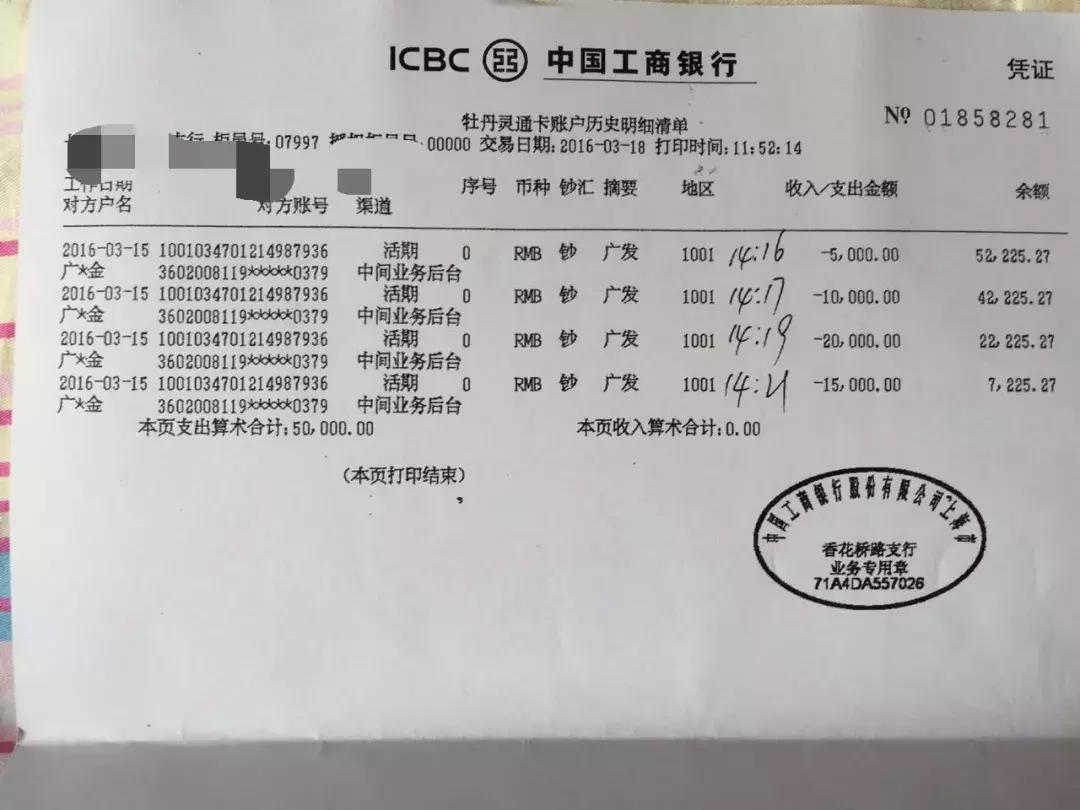 ICBC 中国工商银行
凭证
№ 01858281
牡丹灵通卡账户历史明细清单
07997 00000 交易日期:2016-03-18 打印时间:11:52:14
工作日期 序号 币种 钞汇 摘要 地区 收入/支出金额 余额
对方户名 对方账号 渠道
2016-03-15 1001034701214987936 活期 0 RMB 钞 广发 1001 14:16 -5,000.00 52,225.27
广*金 3602008119*****0379 中间业务后台
2016-03-15 1001034701214987936 活期 0 RMB 钞 广发 1001 14:17 -10,000.00 42,225.27
广*金 3602008119*****0379 中间业务后台
2016-03-15 1001034701214987936 活期 0 RMB 钞 广发 1001 14:19 -20,000.00 22,225.27
广*金 3602008119*****0379 中间业务后台
2016-03-15 1001034701214987936 活期 0 RMB 钞 广发 1001 14:21 -15,000.00 7,225.27
广*金 3602008119*****0379 中间业务后台
本页支出算术合计:50,000.00 本页收入算术合计:0.00
(本页打印结束)
中国工商银行股份有限公司上海市
香花桥路支行
业务专用章
71A4DA557026